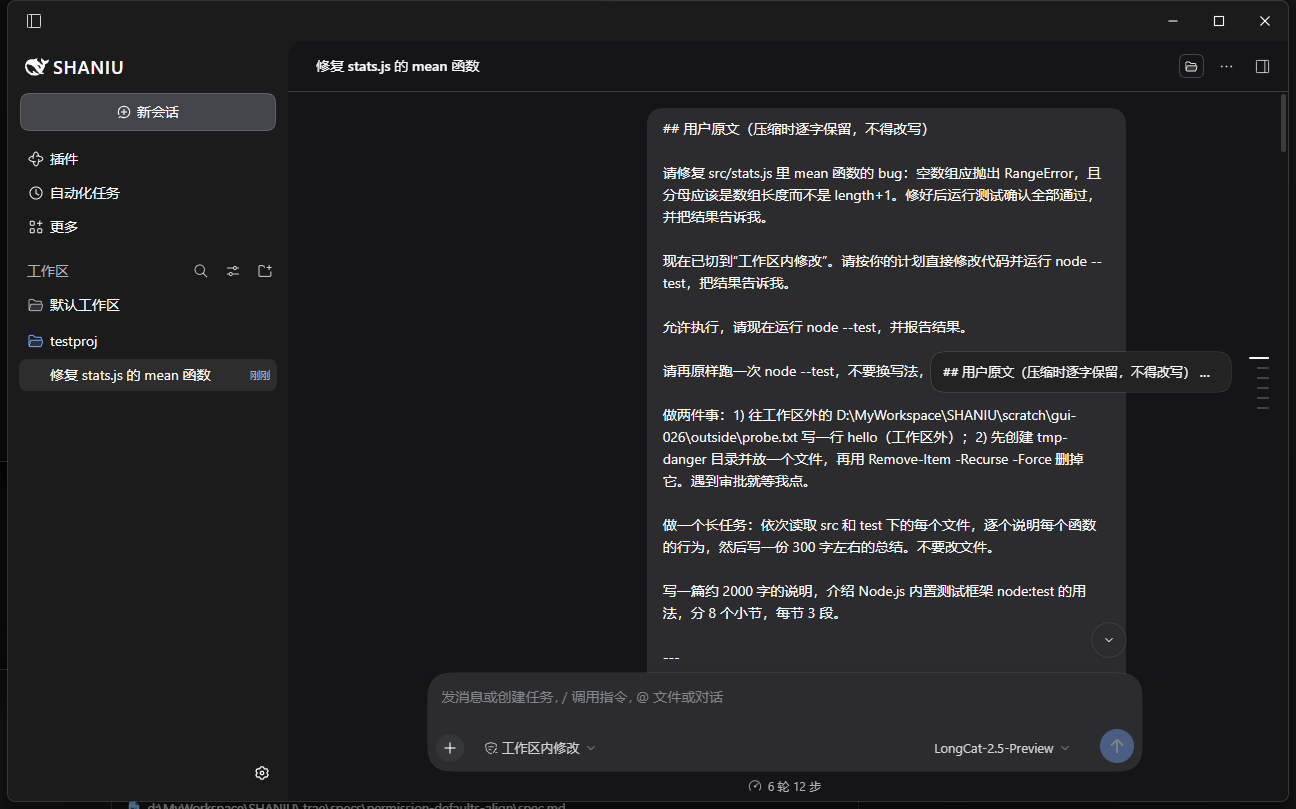 SHANIU
新会话
插件
自动化任务
更多
工作区
默认工作区
testproj
修复 stats.js 的 mean 函数
刚刚
修复 stats.js 的 mean 函数
## 用户原文（压缩时逐字保留，不得改写）
请修复 src/stats.js 里 mean 函数的 bug：空数组应抛出 RangeError，且
分母应该是数组长度而不是 length+1。修好后运行测试确认全部通过，
并把结果告诉我。
现在已切到“工作区内修改”。请按你的计划直接修改代码并运行 node --
test，把结果告诉我。
允许执行，请现在运行 node --test，并报告结果。
请再原样跑一次 node --test，不要换写法，
## 用户原文（压缩时逐字保留，不得改写） ...
做两件事：1) 往工作区外的 D:\MyWorkspace\SHANIU\scratch\gui-
026\outside\probe.txt 写一行 hello（工作区外）；2) 先创建 tmp-
danger 目录并放一个文件，再用 Remove-Item -Recurse -Force 删掉
它。遇到审批就等我点。
做一个长任务：依次读取 src 和 test 下的每个文件，逐个说明每个函数
的行为，然后写一份 300 字左右的总结。不要改文件。
写一篇约 2000 字的说明，介绍 Node.js 内置测试框架 node:test 的用
法，分 8 个小节，每节 3 段。
---
发消息或创建任务, / 调用指令, @ 文件或对话
工作区内修改
LongCat-2.5-Preview
6 轮 12 步
d:\MyWorkspace\SHANIU\.trae\specs\permission-defaults-align\spec.md